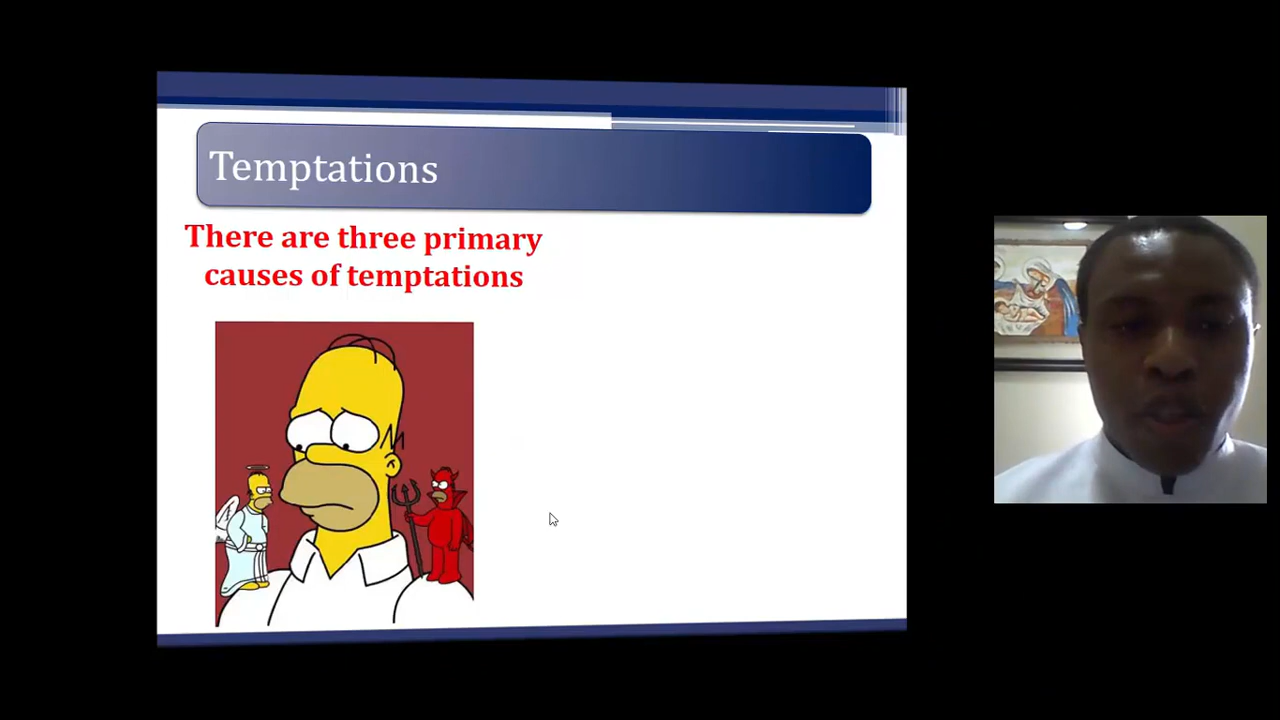 Temptations
There are three primary
causes of temptations